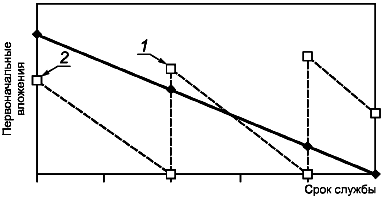 Первоначальные
вложения
2
1
Срок службы